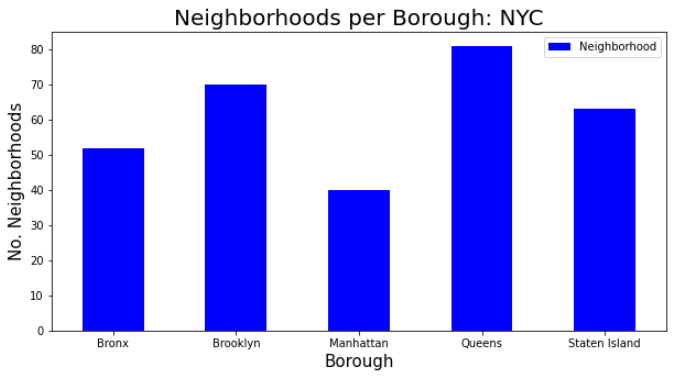 Neighborhoods per Borough: NYC
Neighborhood
No. Neighborhoods
80
70
60
50
40
30
20
10
0
Bronx
Brooklyn
Manhattan
Queens
Staten Island
Borough